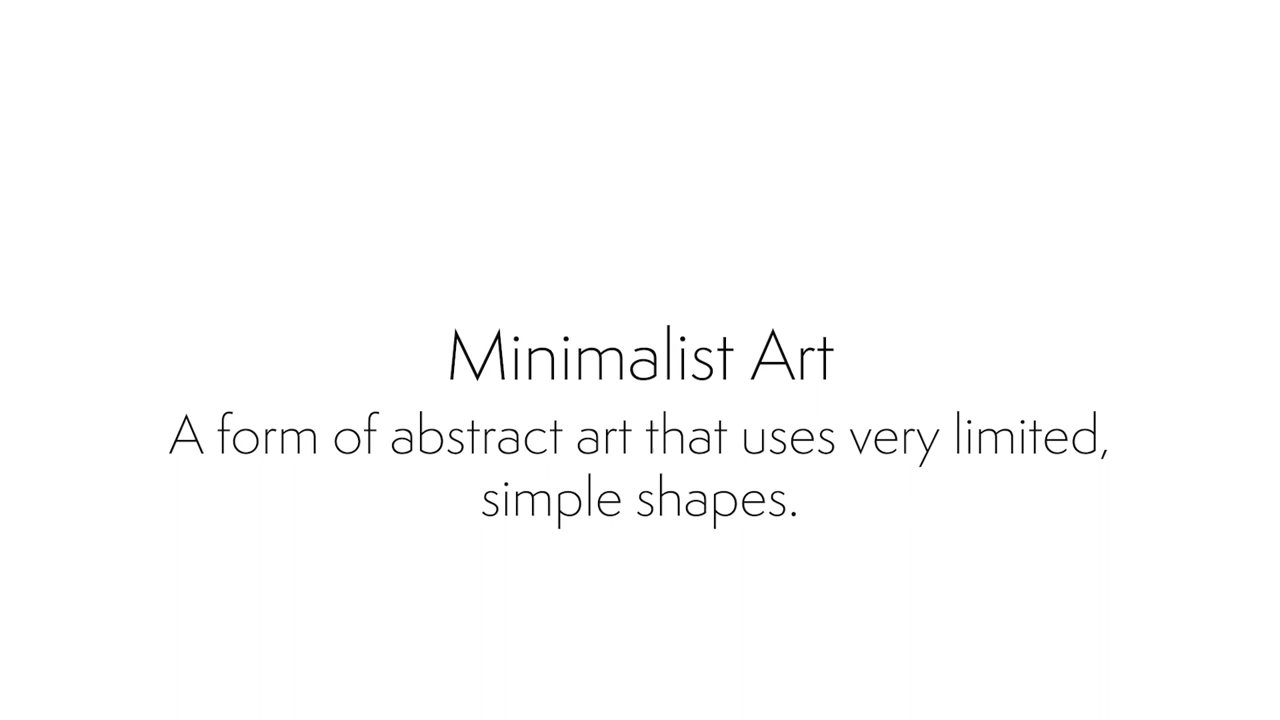 Minimalist Art
A form of abstract art that uses very limited,
simple shapes.